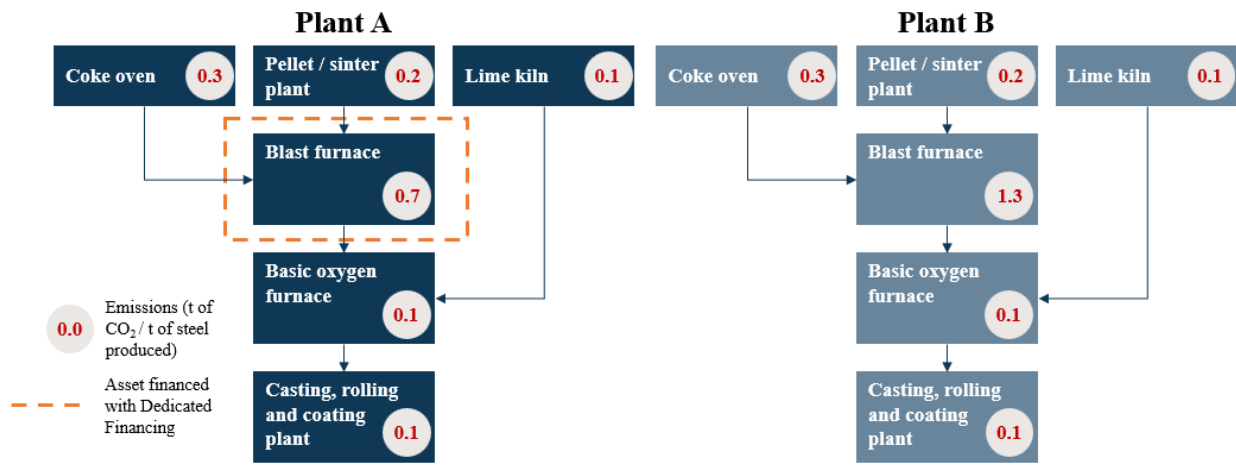 Plant A
Coke oven
0.3
Pellet / sinter
plant
0.2
Lime kiln
0.1
Blast furnace
0.7
Basic oxygen
furnace
0.1
Casting, rolling
and coating
plant
0.1
0.0
Emissions (t of
CO₂ / t of steel
produced)
Asset financed
with Dedicated
Financing
Plant B
Coke oven
0.3
Pellet / sinter
plant
0.2
Lime kiln
0.1
Blast furnace
1.3
Basic oxygen
furnace
0.1
Casting, rolling
and coating
plant
0.1